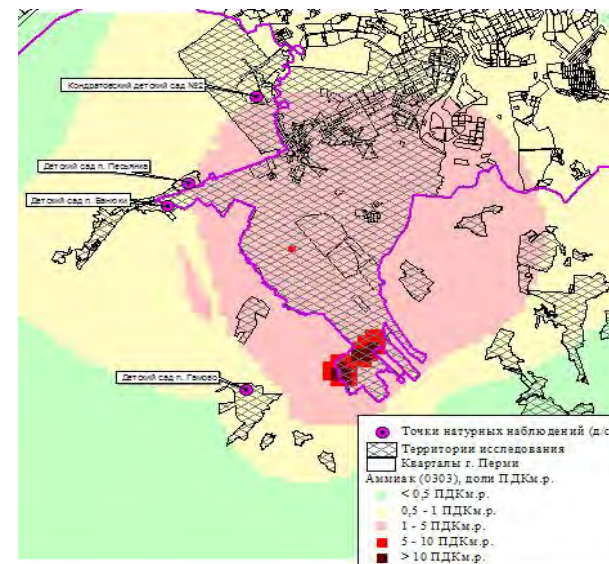 Кондратовский детский сад №2
Детский сад п. Песьянка
Детский сад п. Ванюки
Детский сад п. Гамово
Точки натурных наблюдений (д/с
Территории исследования
Кварталы г. Перми
Аммиак (0303), доли ПДКм.р.
< 0,5 ПДКм.р.
0,5 - 1 ПДКм.р.
1 - 5 ПДКм.р.
5 - 10 ПДКм.р.
> 10 ПДКм.р.